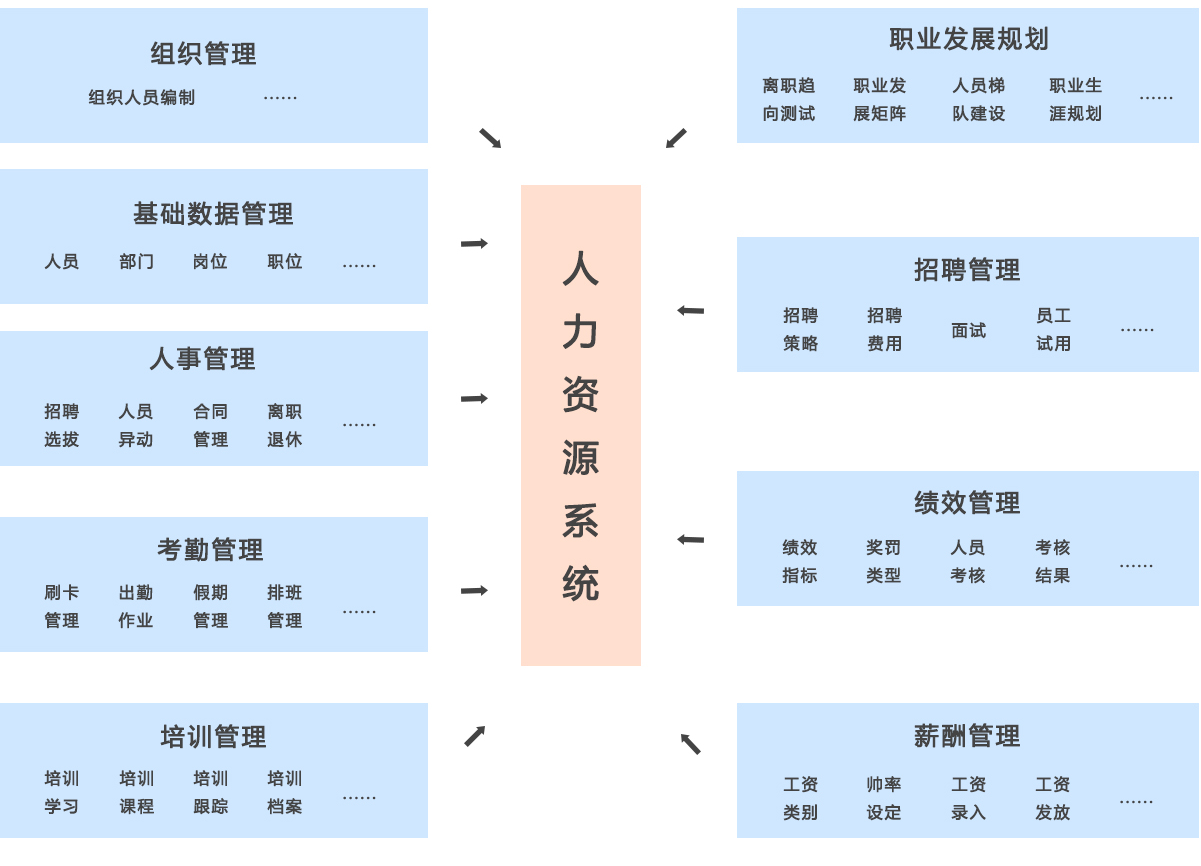 组织管理
组织人员编制 ……
基础数据管理
人员 部门 岗位 职位 ……
人事管理
招聘 人员 合同 离职 ……
选拔 异动 管理 退休
考勤管理
刷卡 出勤 假期 排班 ……
管理 作业 管理 管理
培训管理
培训 培训 培训 培训 ……
学习 课程 跟踪 档案
人
力
资
源
系
统
职业发展规划
离职趋 职业发 人员梯 职业生 ……
向测试 展矩阵 队建设 涯规划
招聘管理
招聘 招聘 面试 员工 ……
策略 费用 试用
绩效管理
绩效 奖罚 人员 考核 ……
指标 类型 考核 结果
薪酬管理
工资 帅率 工资 工资 ……
类别 设定 录入 发放